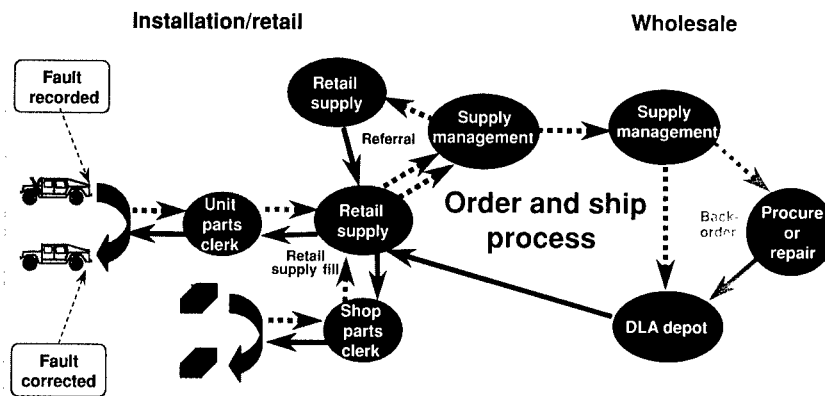 Installation/retail
Wholesale
Fault
recorded
Retail
supply
Supply
management
Supply
management
Referral
Unit
parts
clerk
Retail
supply
Order and ship
process
Back-
order
Procure
or
repair
Retail
supply fill
Shop
parts
clerk
DLA depot
Fault
corrected